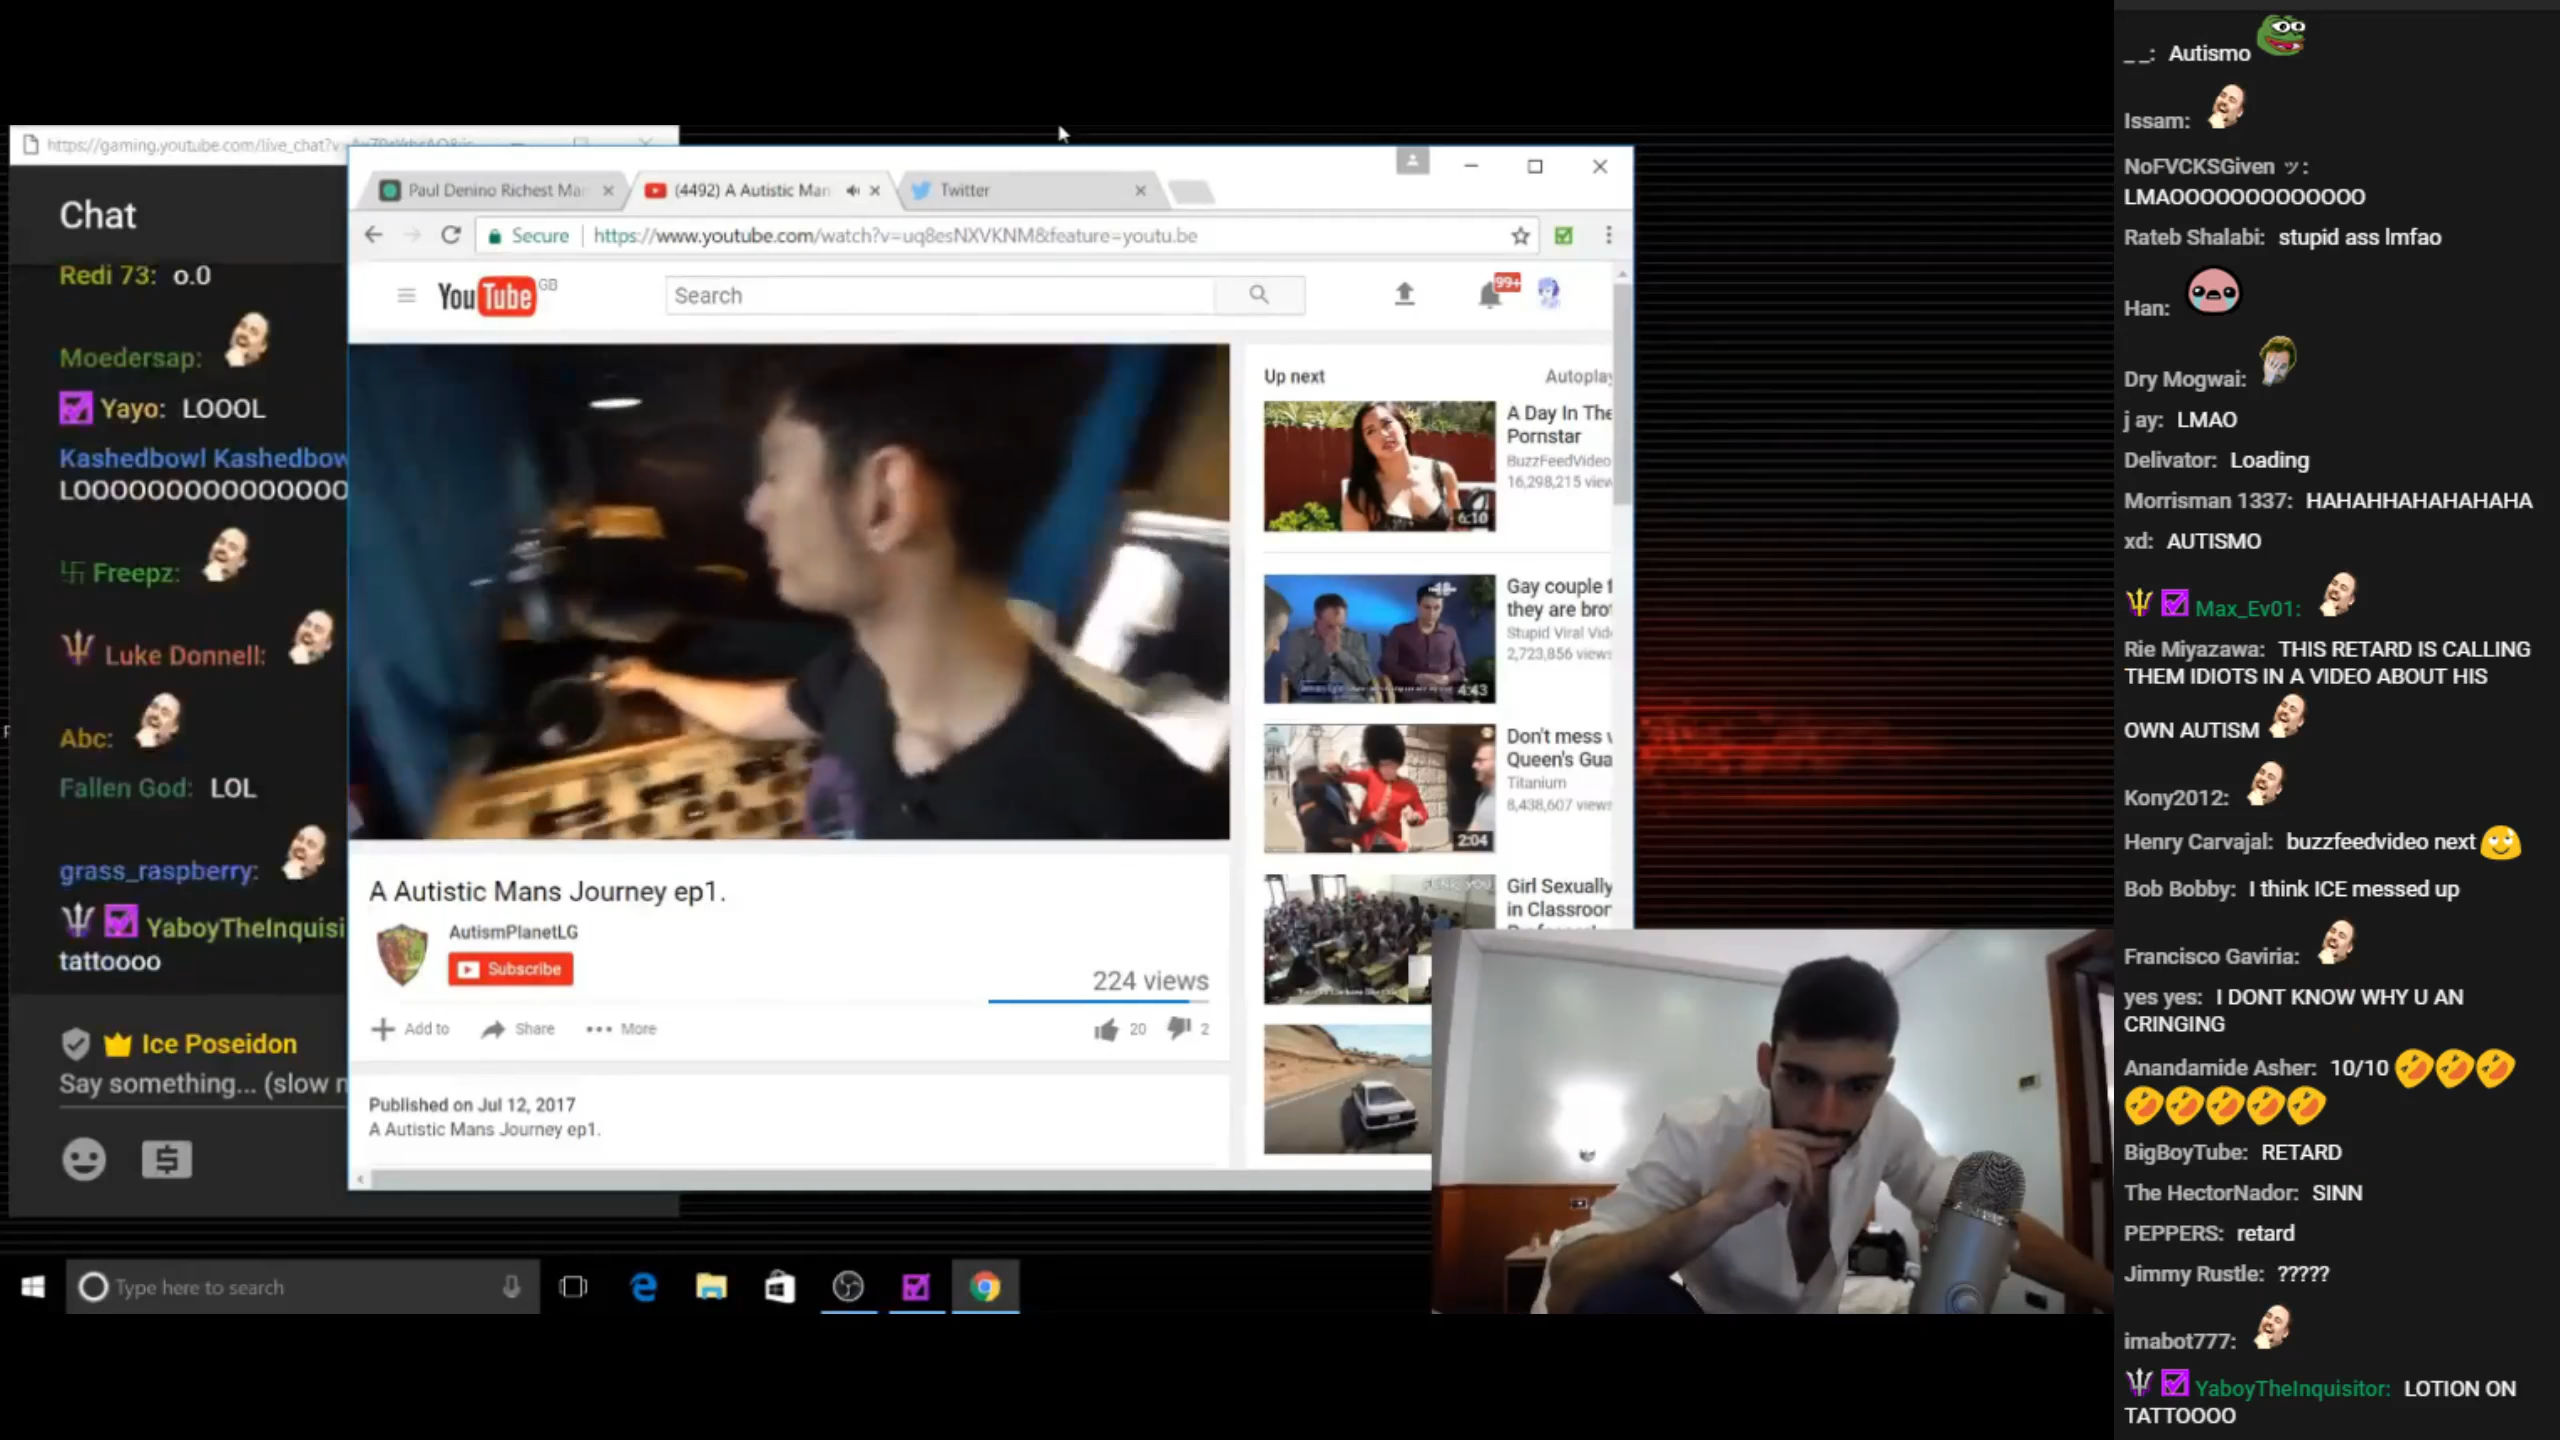 https://gaming.youtube.com/live_chat?v
Chat
Redi 73: o.0
Moedersap:
Yayo: LOOOL
Kashedbowl Kashedbow
LOOOOOOOOOOOOOOO
卐 Freepz:
Luke Donnell:
Abc:
Fallen God: LOL
grass_raspberry:
YaboyTheInquisi
tattoooo
Ice Poseidon
Say something... (slow
Paul Denino Richest Ma
(4492) A Autistic Man
Twitter
Secure
https://www.youtube.com/watch?v=uq8esNXVKNM&feature=youtu.be
YouTube GB
Search
99+
Up next
Autoplay
A Day In The
Pornstar
BuzzFeedVideo
16,298,215 view
6:10
Gay couple f
they are bro
Stupid Viral Vid
2,723,856 views
4:43
Don't mess
Queen's Gua
Titanium
8,438,607 views
2:04
Girl Sexually
in Classroor
A Autistic Mans Journey ep1.
AutismPlanetLG
Subscribe
224 views
Add to
Share
More
20
2
Published on Jul 12, 2017
A Autistic Mans Journey ep1.
Type here to search
_ _: Autismo
Issam:
NoFVCKSGiven ッ:
LMAOOOOOOOOOOOOO
Rateb Shalabi: stupid ass lmfao
Han:
Dry Mogwai:
j ay: LMAO
Delivator: Loading
Morrisman 1337: HAHAHHAHAHAHAHA
xd: AUTISMO
Max_Ev01:
Rie Miyazawa: THIS RETARD IS CALLING
THEM IDIOTS IN A VIDEO ABOUT HIS
OWN AUTISM
Kony2012:
Henry Carvajal: buzzfeedvideo next
Bob Bobby: I think ICE messed up
Francisco Gaviria:
yes yes: I DONT KNOW WHY U AN
CRINGING
Anandamide Asher: 10/10
BigBoyTube: RETARD
The HectorNador: SINN
PEPPERS: retard
Jimmy Rustle: ?????
imabot777:
YaboyTheInquisitor: LOTION ON
TATTOOOO